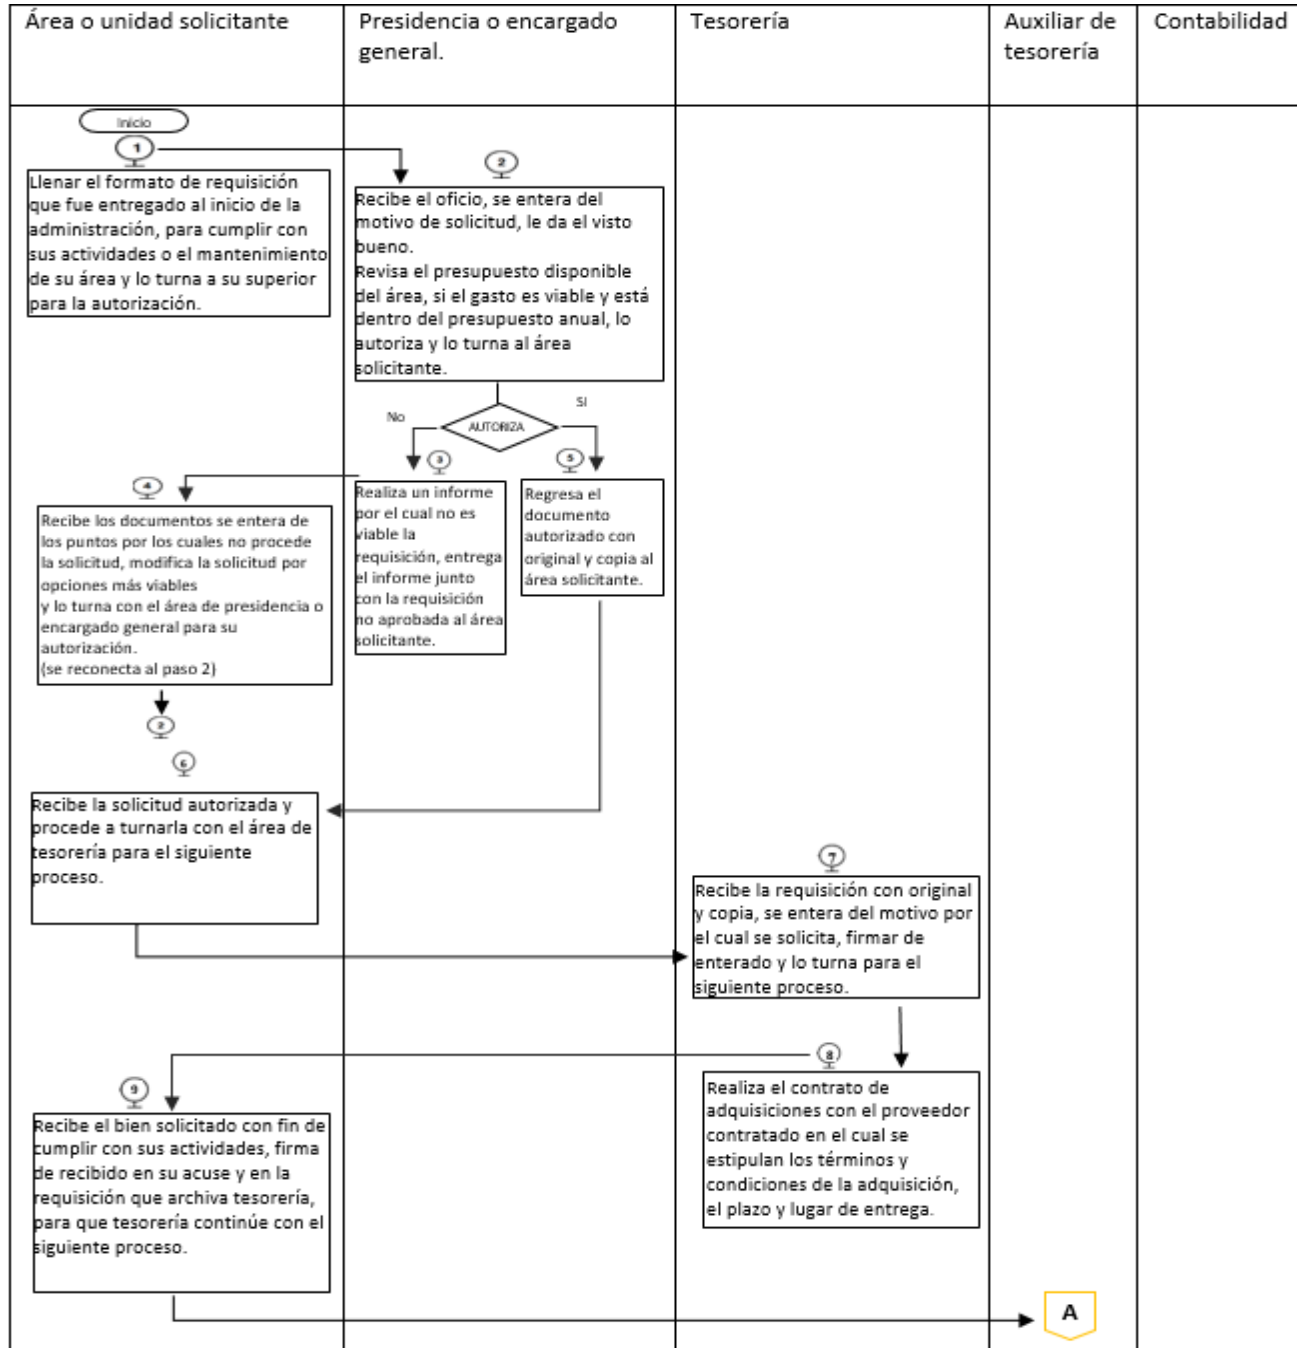 Área o unidad solicitante
Presidencia o encargado
general.
Tesorería
Auxiliar de
tesorería
Contabilidad
Inicio
1
Llenar el formato de requisición
que fue entregado al inicio de la
administración, para cumplir con
sus actividades o el mantenimiento
de su área y lo turna a su superior
para la autorización.
2
Recibe el oficio, se entera del
motivo de solicitud, le da el visto
bueno.
Revisa el presupuesto disponible
del área, si el gasto es viable y está
dentro del presupuesto anual, lo
autoriza y lo turna al área
solicitante.
No
AUTORIZA
SI
3
Realiza un informe
por el cual no es
viable la
requisición, entrega
el informe junto
con la requisición
no aprobada al área
solicitante.
5
Regresa el
documento
autorizado con
original y copia al
área solicitante.
4
Recibe los documentos se entera de
los puntos por los cuales no procede
la solicitud, modifica la solicitud por
opciones más viables
y lo turna con el área de presidencia o
encargado general para su
autorización.
(se reconecta al paso 2)
2
6
Recibe la solicitud autorizada y
procede a turnarla con el área de
tesorería para el siguiente
proceso.
7
Recibe la requisición con original
y copia, se entera del motivo por
el cual se solicita, firmar de
enterado y lo turna para el
siguiente proceso.
8
Realiza el contrato de
adquisiciones con el proveedor
contratado en el cual se
estipulan los términos y
condiciones de la adquisición,
el plazo y lugar de entrega.
9
Recibe el bien solicitado con fin de
cumplir con sus actividades, firma
de recibido en su acuse y en la
requisición que archiva tesorería,
para que tesorería continúe con el
siguiente proceso.
A